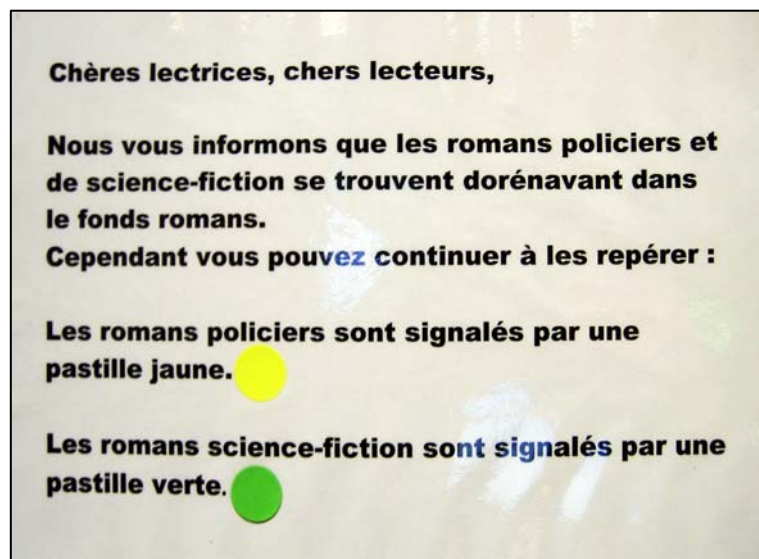 Chères lectrices, chers lecteurs,
Nous vous informons que les romans policiers et
de science-fiction se trouvent dorénavant dans
le fonds romans.
Cependant vous pouvez continuer à les repérer :
Les romans policiers sont signalés par une
pastille jaune.
Les romans science-fiction sont signalés par une
pastille verte.